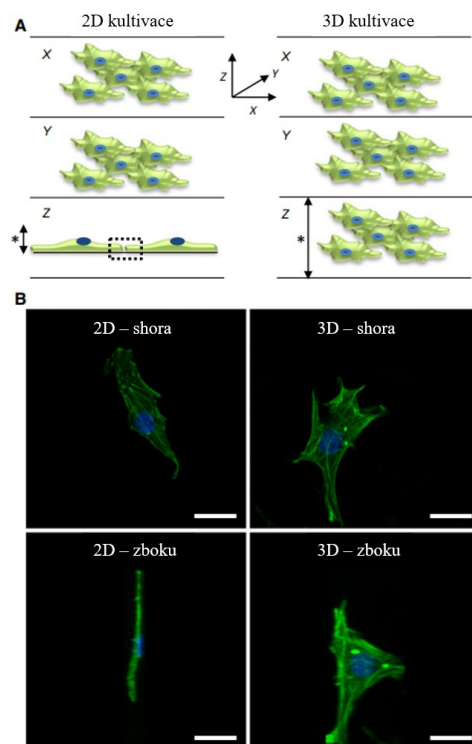 A
2D kultivace
3D kultivace
X
Z
Y
X
X
Y
Y
Z
*
Z
*
B
2D – shora
3D – shora
2D – zboku
3D – zboku